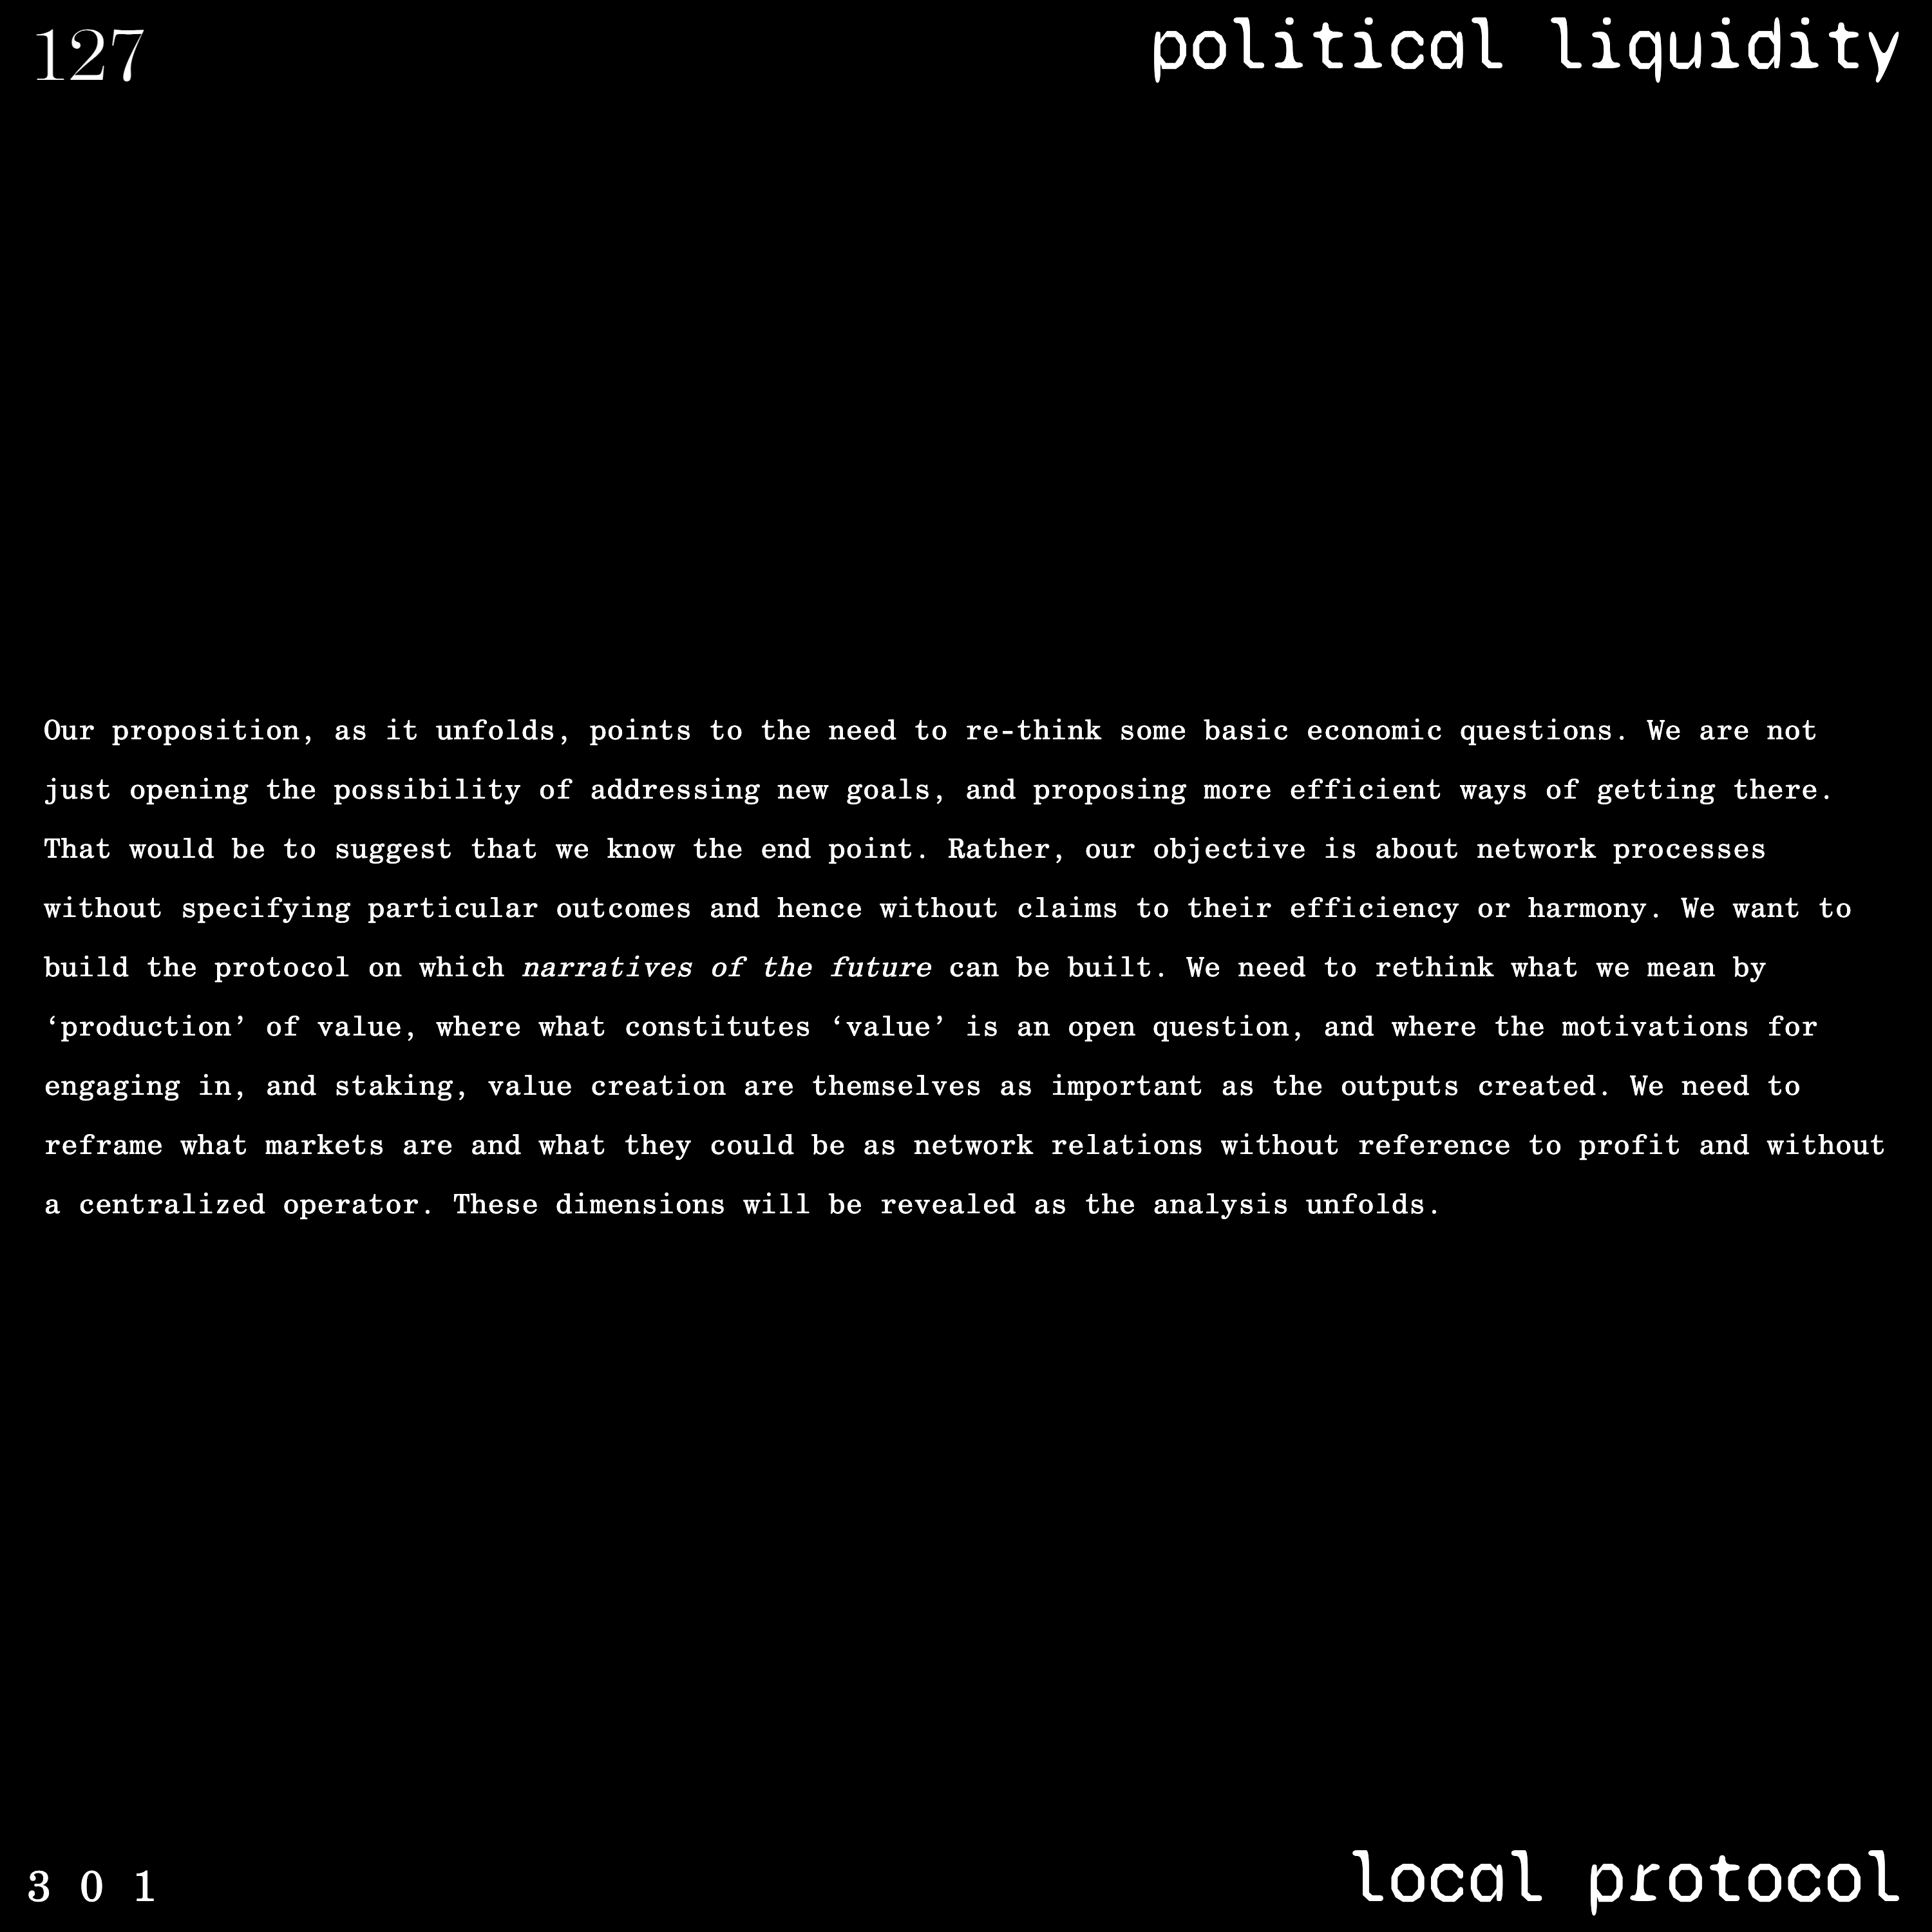 127
political liquidity
Our proposition, as it unfolds, points to the need to re-think some basic economic questions. We are not
just opening the possibility of addressing new goals, and proposing more efficient ways of getting there.
That would be to suggest that we know the end point. Rather, our objective is about network processes
without specifying particular outcomes and hence without claims to their efficiency or harmony. We want to
build the protocol on which narratives of the future can be built. We need to rethink what we mean by
‘production’ of value, where what constitutes ‘value’ is an open question, and where the motivations for
engaging in, and staking, value creation are themselves as important as the outputs created. We need to
reframe what markets are and what they could be as network relations without reference to profit and without
a centralized operator. These dimensions will be revealed as the analysis unfolds.
3 0 1
local protocol